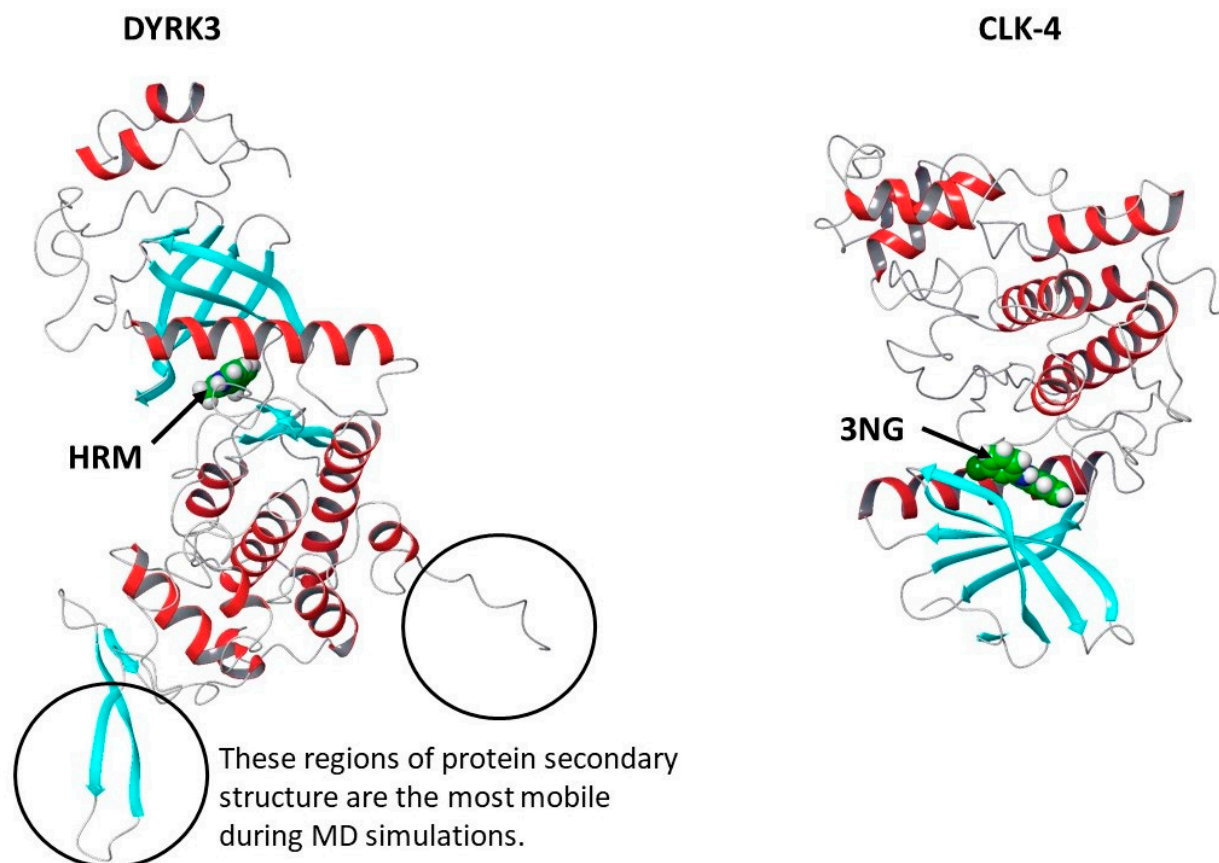 DYRK3
CLK-4
HRM
3NG
These regions of protein secondary
structure are the most mobile
during MD simulations.